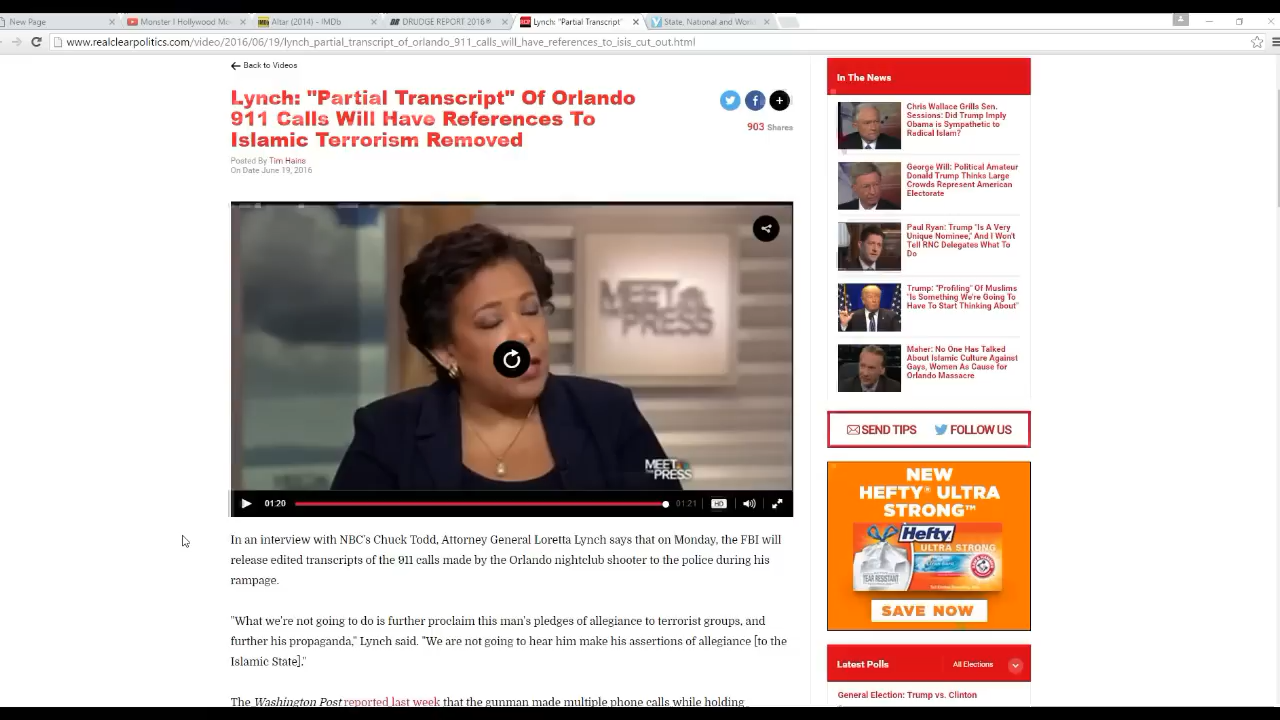 New Page
Monster | Hollywood Me
Altar (2014) - IMDb
DRUDGE REPORT 2016®
Lynch: "Partial Transcript"
State, National and World
www.realclearpolitics.com/video/2016/06/19/lynch_partial_transcript_of_orlando_911_calls_will_have_references_to_isis_cut_out.html
Back to Videos
Lynch: "Partial Transcript" Of Orlando
911 Calls Will Have References To
Islamic Terrorism Removed
Posted By Tim Hains
On Date June 19, 2016
903 Shares
MEET THE PRESS
MEET THE PRESS
01:20
01:21
HD
In an interview with NBC's Chuck Todd, Attorney General Loretta Lynch says that on Monday, the FBI will
release edited transcripts of the 911 calls made by the Orlando nightclub shooter to the police during his
rampage.
"What we're not going to do is further proclaim this man's pledges of allegiance to terrorist groups, and
further his propaganda," Lynch said. "We are not going to hear him make his assertions of allegiance [to the
Islamic State]."
The Washington Post reported last week that the gunman made multiple phone calls while holding
In The News
Chris Wallace Grills Sen.
Sessions: Did Trump Imply
Obama is Sympathetic to
Radical Islam?
George Will: Political Amateur
Donald Trump Thinks Large
Crowds Represent American
Electorate
Paul Ryan: Trump "Is A Very
Unique Nominee," And I Won't
Tell RNC Delegates What To
Do
Trump: "Profiling" Of Muslims
"Is Something We're Going To
Have To Start Thinking About"
Maher: No One Has Talked
About Islamic Culture Against
Gays, Women As Cause for
Orlando Massacre
SEND TIPS
FOLLOW US
NEW
HEFTY® ULTRA
STRONG™
Hefty
ULTRA STRONG
TEAR RESISTANT
SAVE NOW
Latest Polls
All Elections
General Election: Trump vs. Clinton